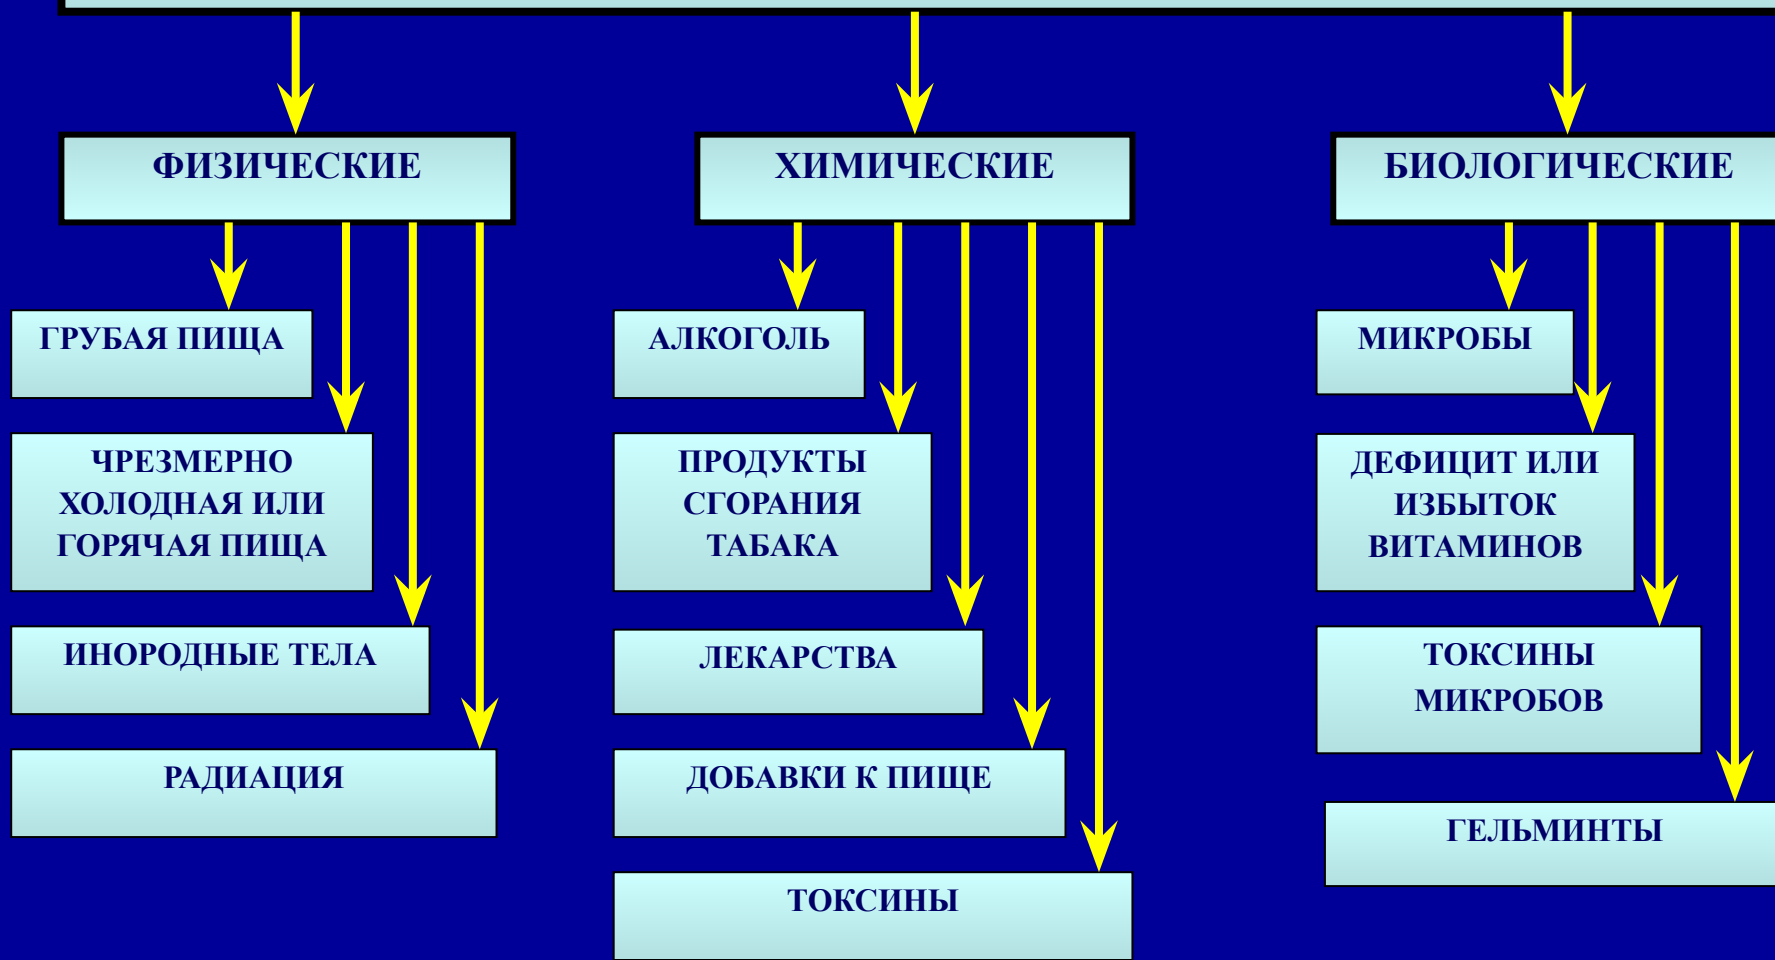 ФИЗИЧЕСКИЕ
ХИМИЧЕСКИЕ
БИОЛОГИЧЕСКИЕ
ГРУБАЯ ПИЩА
ЧРЕЗМЕРНО
ХОЛОДНАЯ ИЛИ
ГОРЯЧАЯ ПИЩА
ИНОРОДНЫЕ ТЕЛА
РАДИАЦИЯ
АЛКОГОЛЬ
ПРОДУКТЫ
СГОРАНИЯ
ТАБАКА
ЛЕКАРСТВА
ДОБАВКИ К ПИЩЕ
ТОКСИНЫ
МИКРОБЫ
ДЕФИЦИТ ИЛИ
ИЗБЫТОК
ВИТАМИНОВ
ТОКСИНЫ
МИКРОБОВ
ГЕЛЬМИНТЫ